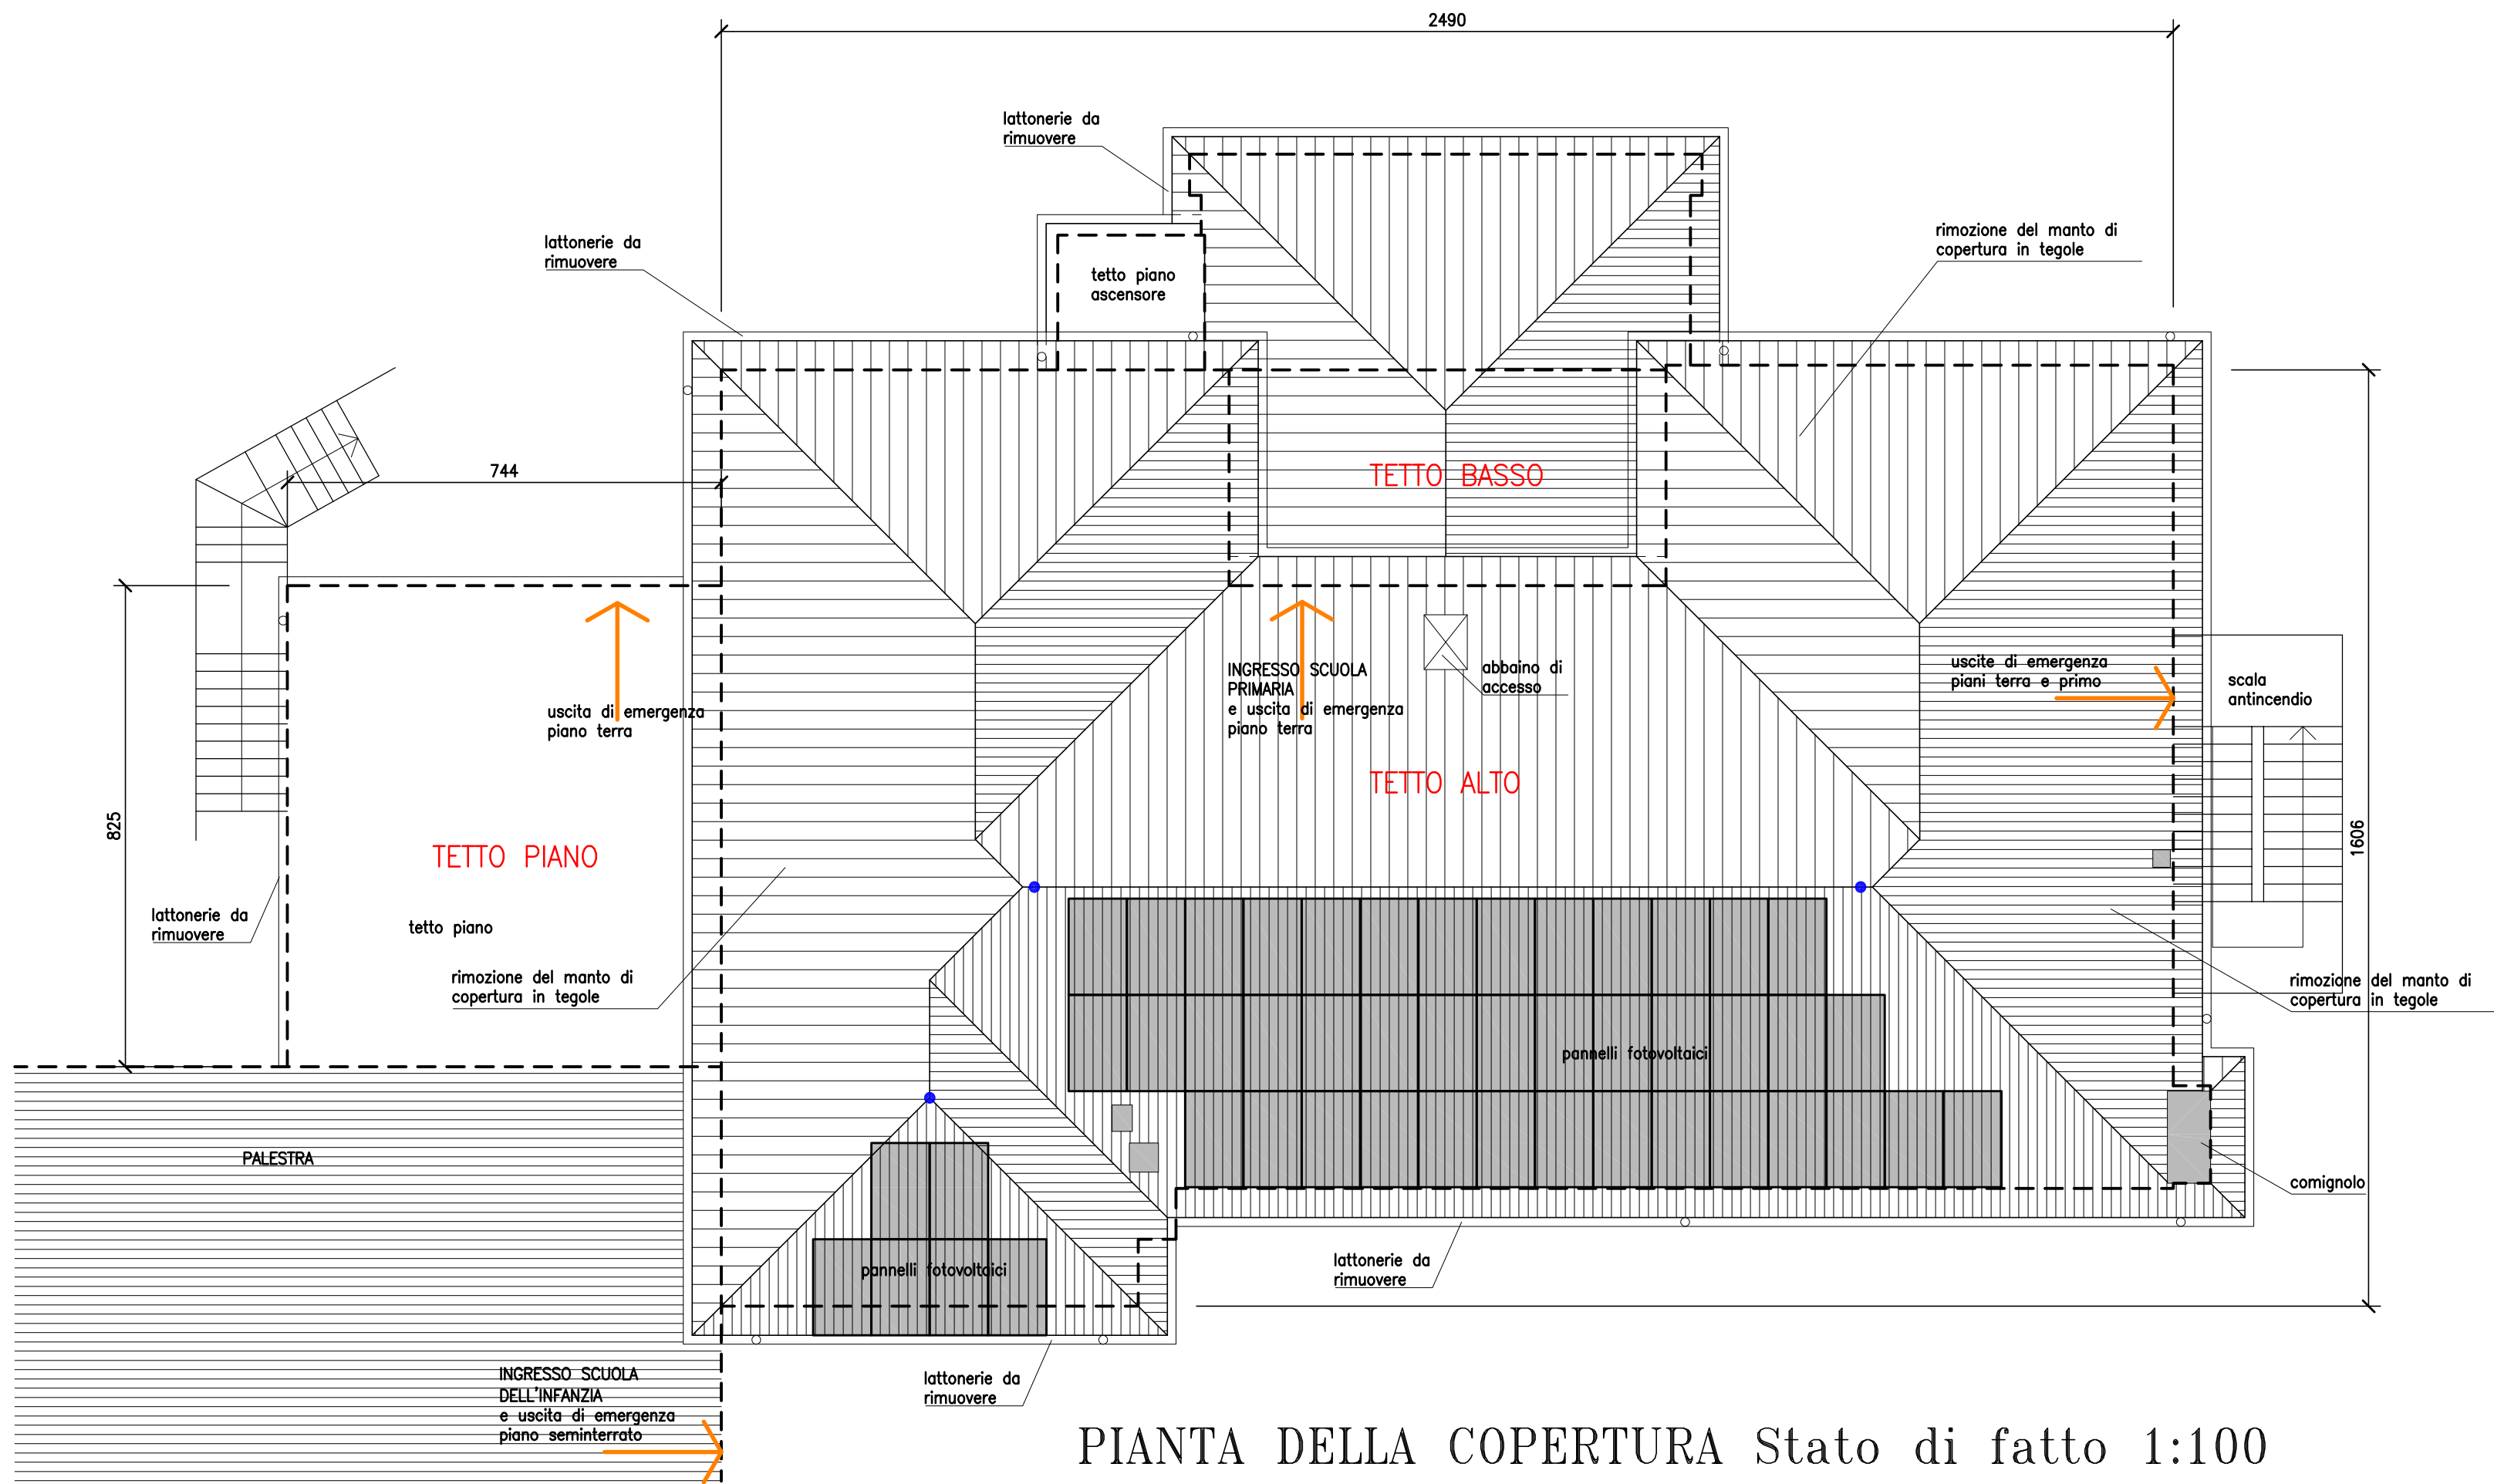 2490
lattonerie da
rimuovere
lattonerie da
rimuovere
rimozione del manto di
copertura in tegole
tetto piano
ascensore
744
TETTO BASSO
uscita di emergenza
piano terra
INGRESSO SCUOLA
PRIMARIA
e uscita di emergenza
piano terra
abbaino di
accesso
uscite di emergenza
piani terra e primo
scala
antincendio
TETTO ALTO
825
1606
TETTO PIANO
tetto piano
lattonerie da
rimuovere
rimozione del manto di
copertura in tegole
rimozione del manto di
copertura in tegole
pannelli fotovoltaici
PALESTRA
comignolo
pannelli fotovoltaici
lattonerie da
rimuovere
lattonerie da
rimuovere
INGRESSO SCUOLA
DELL'INFANZIA
e uscita di emergenza
piano seminterrato
PIANTA DELLA COPERTURA Stato di fatto 1:100